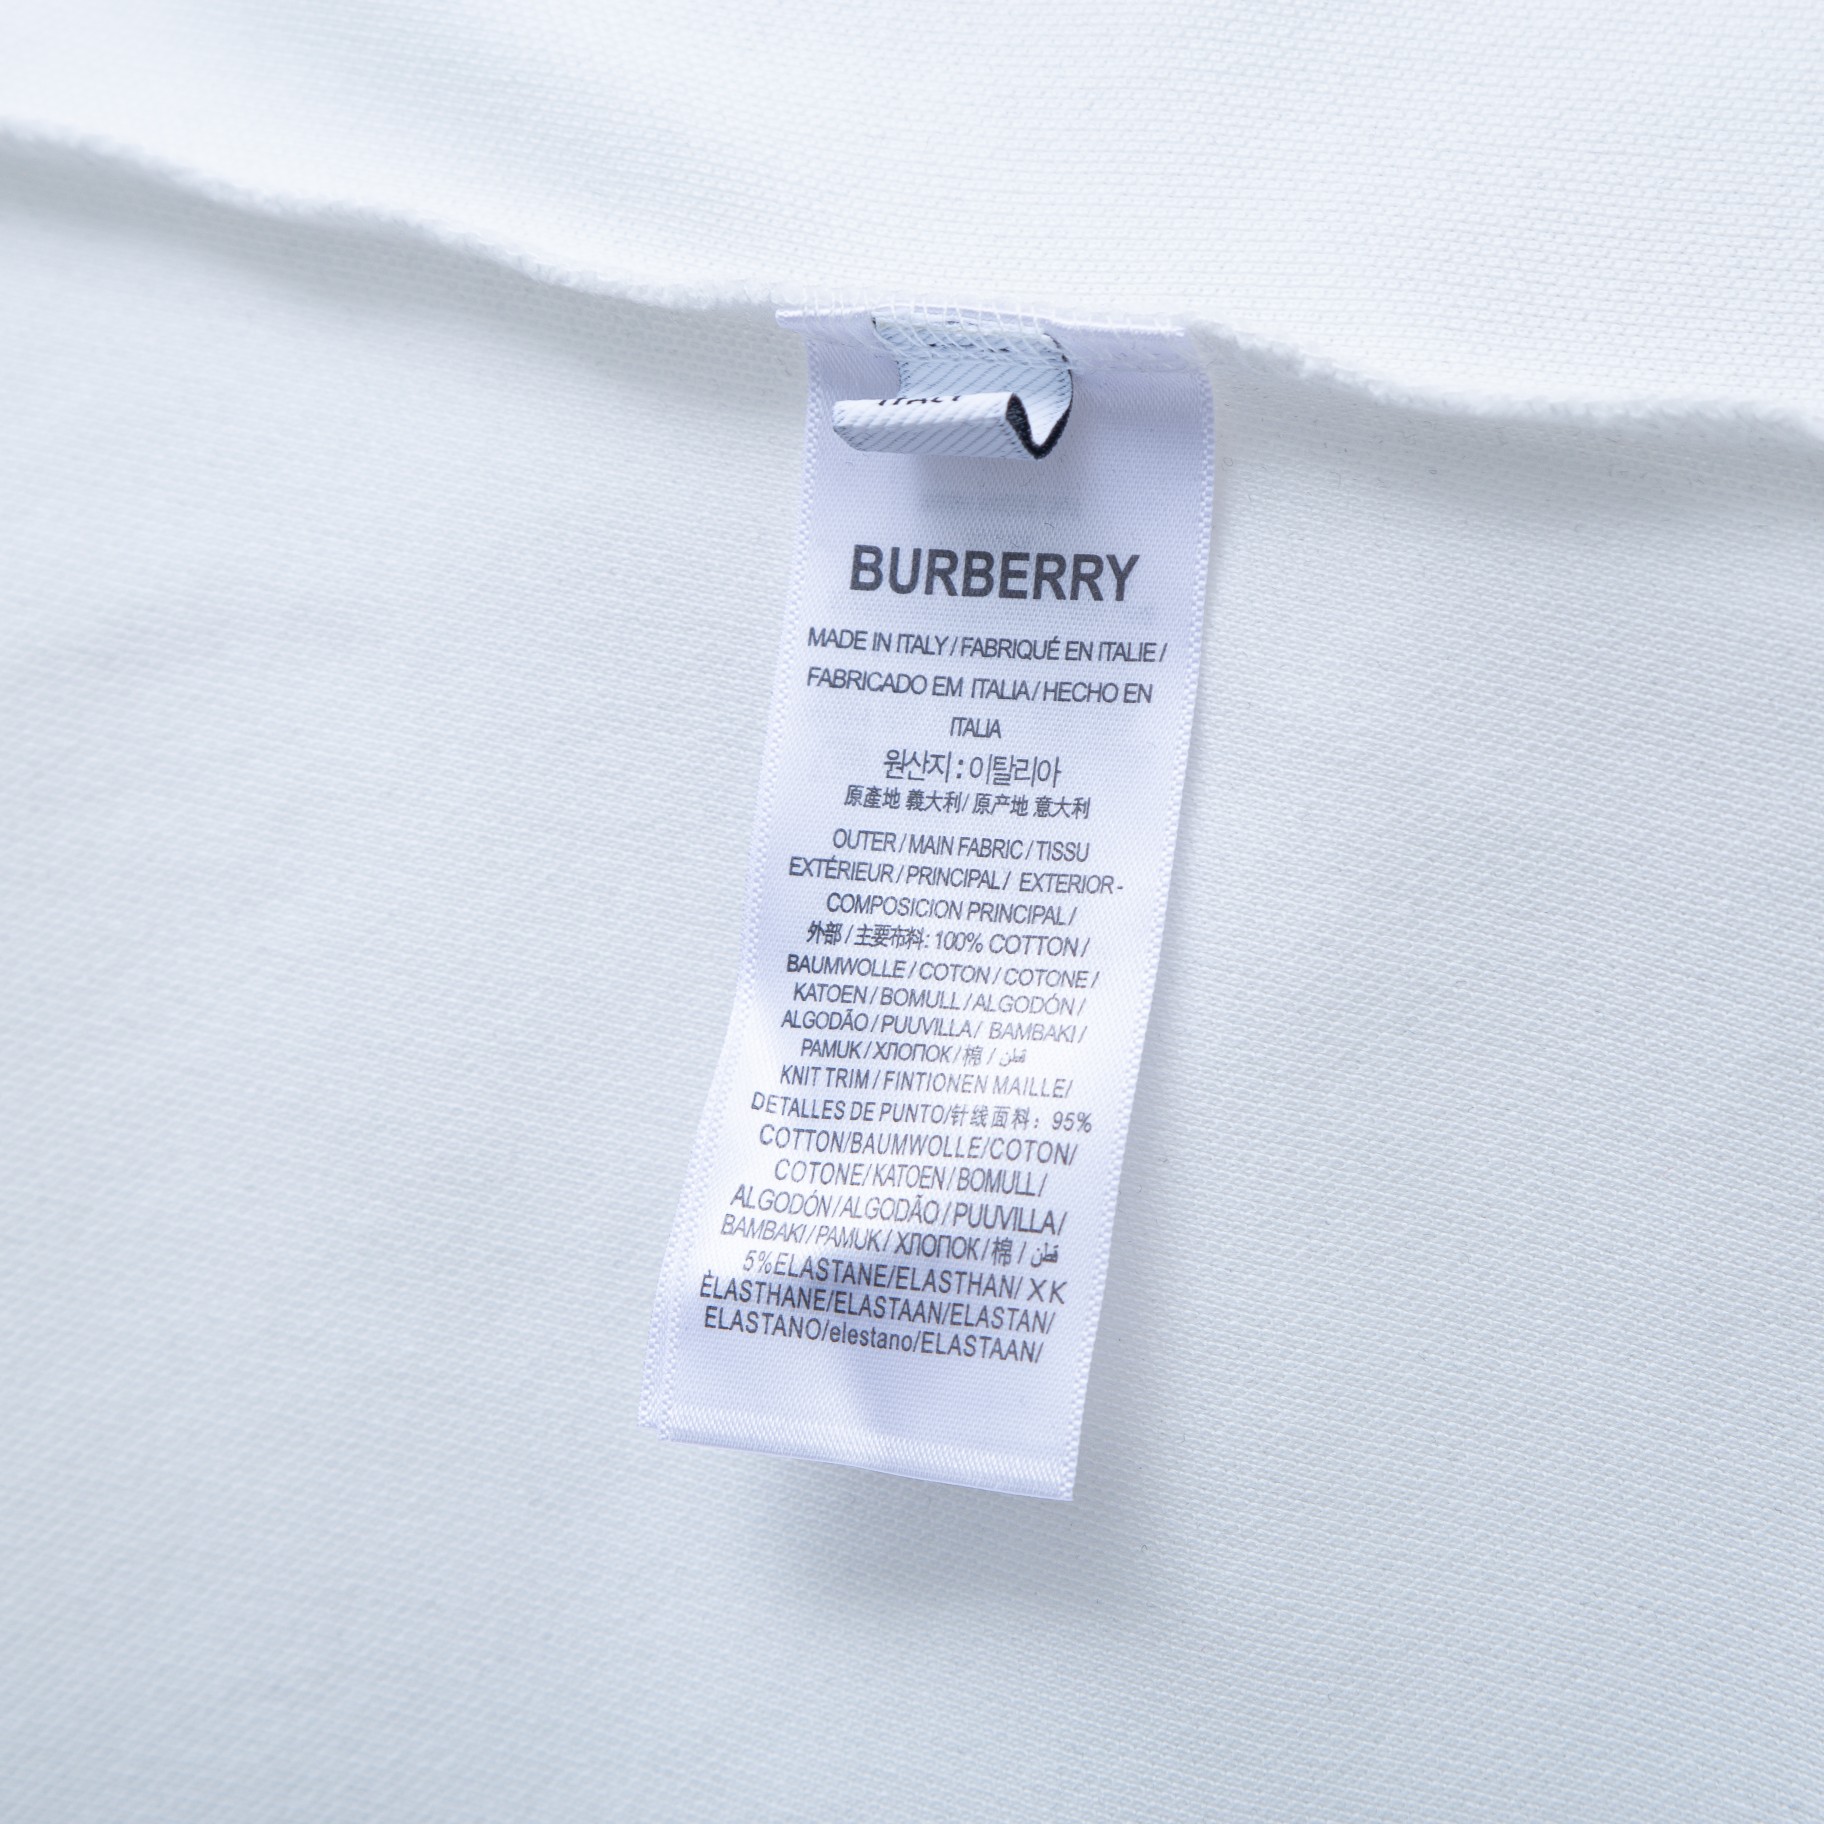 ITALY
BURBERRY
MADE IN ITALY / FABRIQUÉ EN ITALIE /
FABRICADO EM ITALIA / HECHO EN
ITALIA
원산지 : 이탈리아
原產地 義大利/ 原产地 意大利
OUTER / MAIN FABRIC / TISSU
EXTÉRIEUR / PRINCIPAL / EXTERIOR -
COMPOSICION PRINCIPAL /
外部 / 主要布料: 100% COTTON /
BAUMWOLLE / COTON / COTONE /
KATOEN / BOMULL / ALGODÓN /
ALGODÃO / PUUVILLA / BAMBAKI /
PAMUK / ХЛОПОК / 棉 / قطن
KNIT TRIM / FINTIONEN MAILLE/
DETALLES DE PUNTO/针线面料: 95%
COTTON/BAUMWOLLE/COTON/
COTONE/KATOEN/BOMULL/
ALGODÓN/ALGODÃO/PUUVILLA/
BAMBAKI/PAMUK/ ХЛОПОК/棉 / قطن
5%ELASTANE/ELASTHAN/ XK
ÈLASTHANE/ELASTAAN/ELASTAN/
ELASTANO/elestano/ELASTAAN/